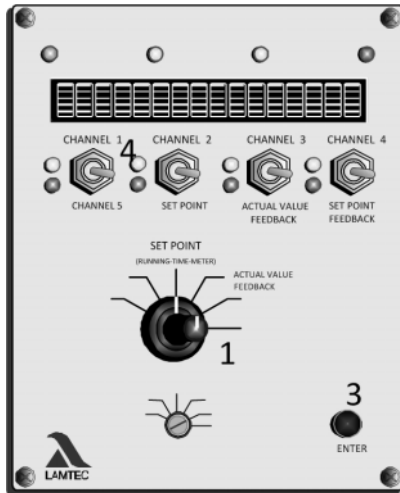 CHANNEL 1
CHANNEL 2
CHANNEL 3
CHANNEL 4
4
CHANNEL 5
SET POINT
ACTUAL VALUE
FEEDBACK
SET POINT
FEEDBACK
SET POINT
(RUNNING-TIME-METER)
ACTUAL VALUE
FEEDBACK
1
3
ENTER
LAMTEC